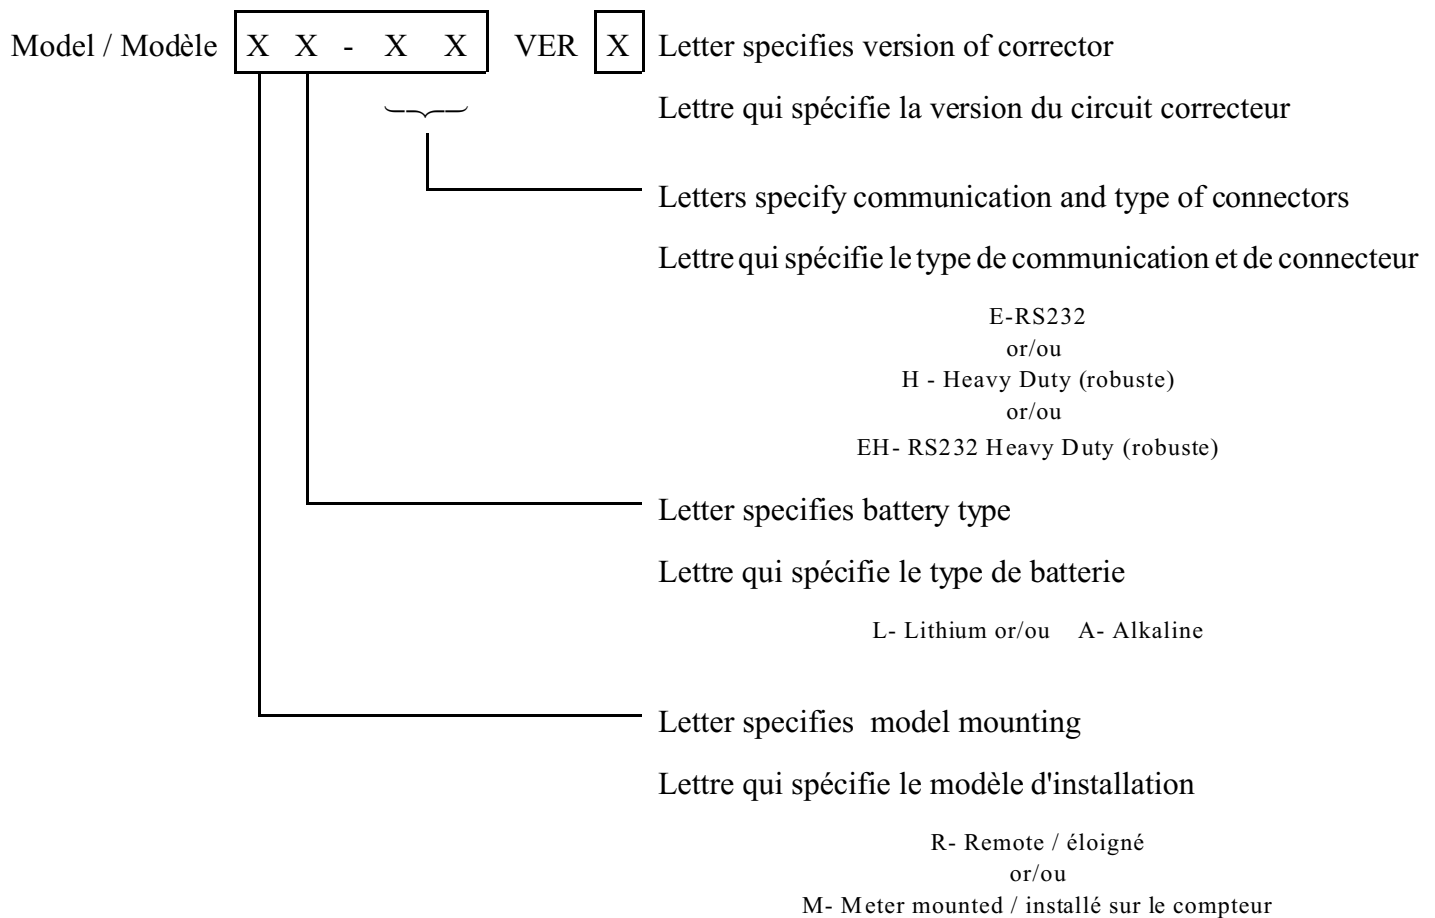 Model / Modèle X X - X X VER X Letter specifies version of corrector
Lettre qui spécifie la version du circuit correcteur
Letters specify communication and type of connectors
Lettre qui spécifie le type de communication et de connecteur
E-RS232
or/ou
H - Heavy Duty (robuste)
or/ou
EH- RS232 Heavy Duty (robuste)
Letter specifies battery type
Lettre qui spécifie le type de batterie
L- Lithium or/ou A- Alkaline
Letter specifies model mounting
Lettre qui spécifie le modèle d'installation
R- Remote / éloigné
or/ou
M- Meter mounted / installé sur le compteur